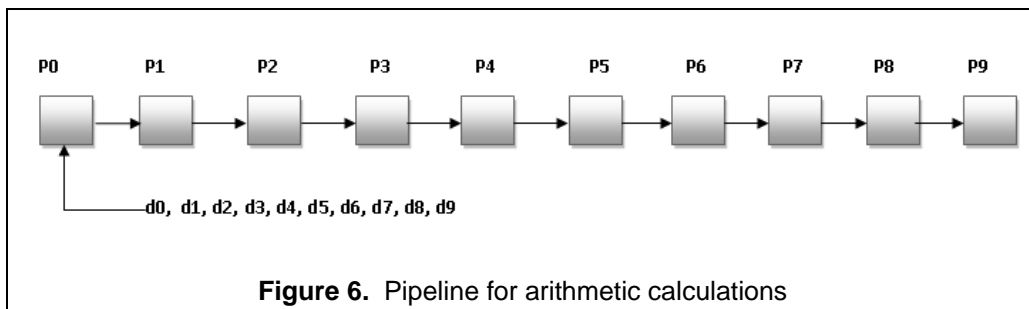 P0 P1 P2 P3 P4 P5 P6 P7 P8 P9
d0, d1, d2, d3, d4, d5, d6, d7, d8, d9
Figure 6. Pipeline for arithmetic calculations